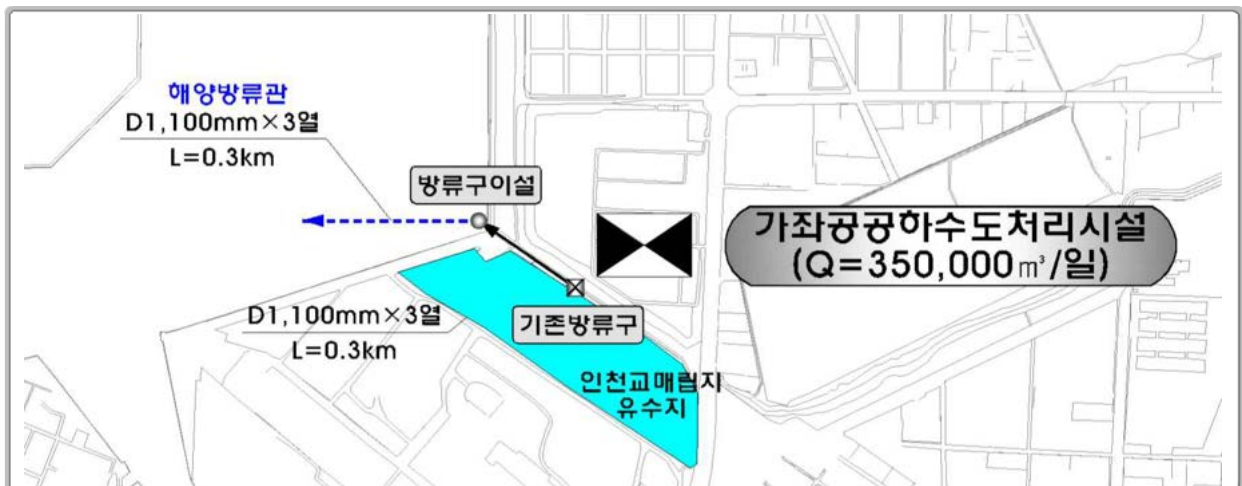 해양방류관
D1,100mm×3열
L=0.3km
방류구이설
가좌공공하수도처리시설
(Q=350,000㎥/일)
D1,100mm×3열
L=0.3km
기존방류구
인천교매립지
유수지